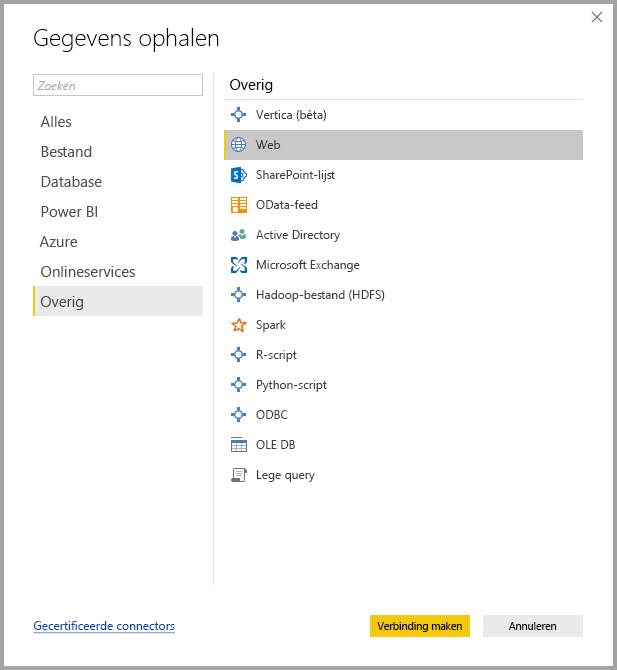 Gegevens ophalen
Zoeken
Alles
Bestand
Database
Power BI
Azure
Onlineservices
Overig
Overig
Vertica (bèta)
Web
SharePoint-lijst
OData-feed
Active Directory
Microsoft Exchange
Hadoop-bestand (HDFS)
Spark
R-script
Python-script
ODBC
OLE DB
Lege query
Gecertificeerde connectors
Verbinding maken
Annuleren